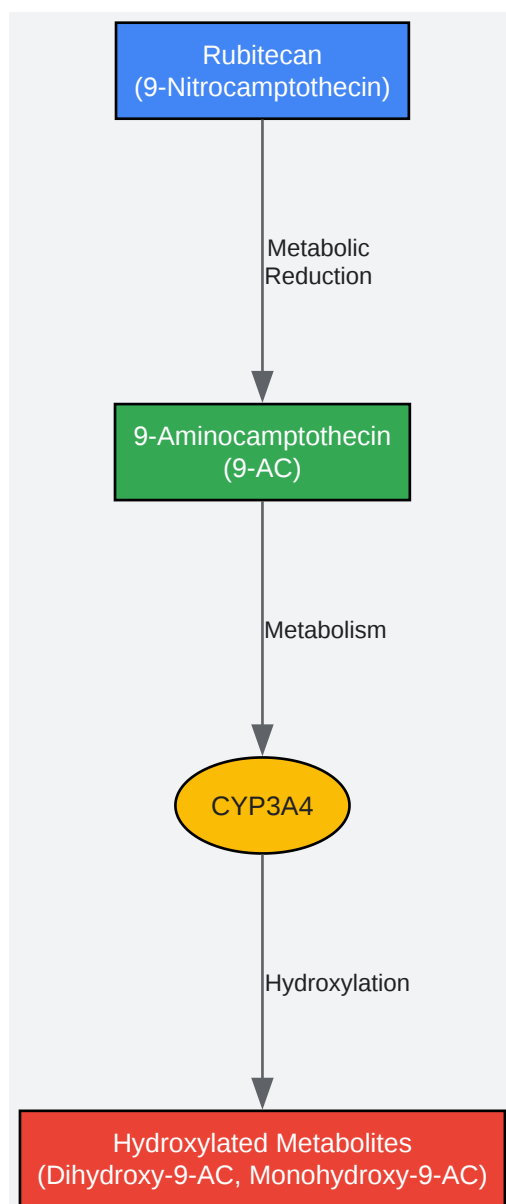 Rubitecan
(9-Nitrocamptothecin)
Metabolic
Reduction
9-Aminocamptothecin
(9-AC)
Metabolism
CYP3A4
Hydroxylation
Hydroxylated Metabolites
(Dihydroxy-9-AC, Monohydroxy-9-AC)